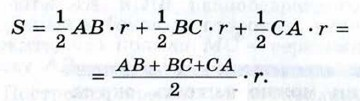 S = 1/2 AB · r + 1/2 BC · r + 1/2 CA · r =
= (AB + BC + CA)/2 · r.